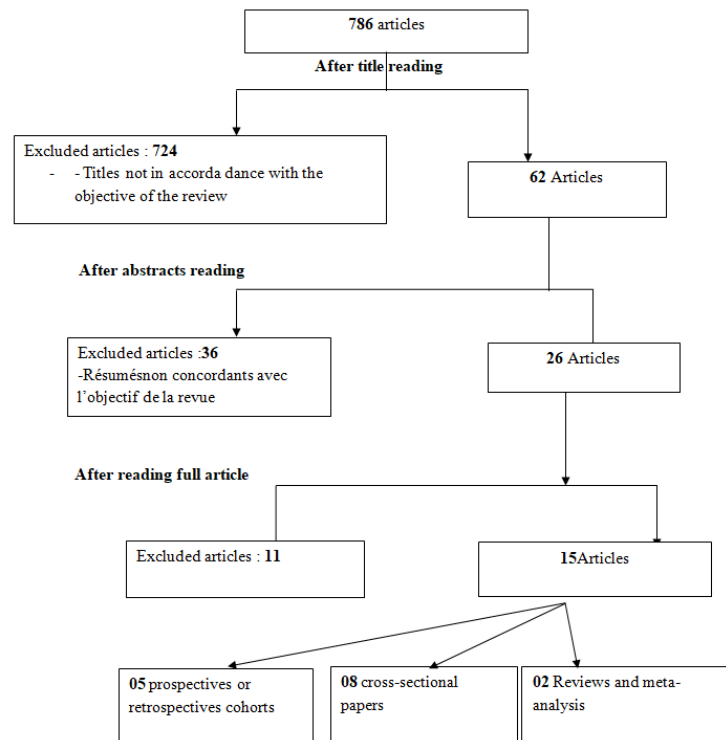 786 articles
After title reading
Excluded articles : 724
- - Titles not in accorda dance with the
objective of the review
62 Articles
After abstracts reading
Excluded articles :36
-Résumésnon concordants avec
l’objectif de la revue
26 Articles
After reading full article
Excluded articles : 11
15Articles
05 prospectives or
retrospectives cohorts
08 cross-sectional
papers
02 Reviews and meta-
analysis